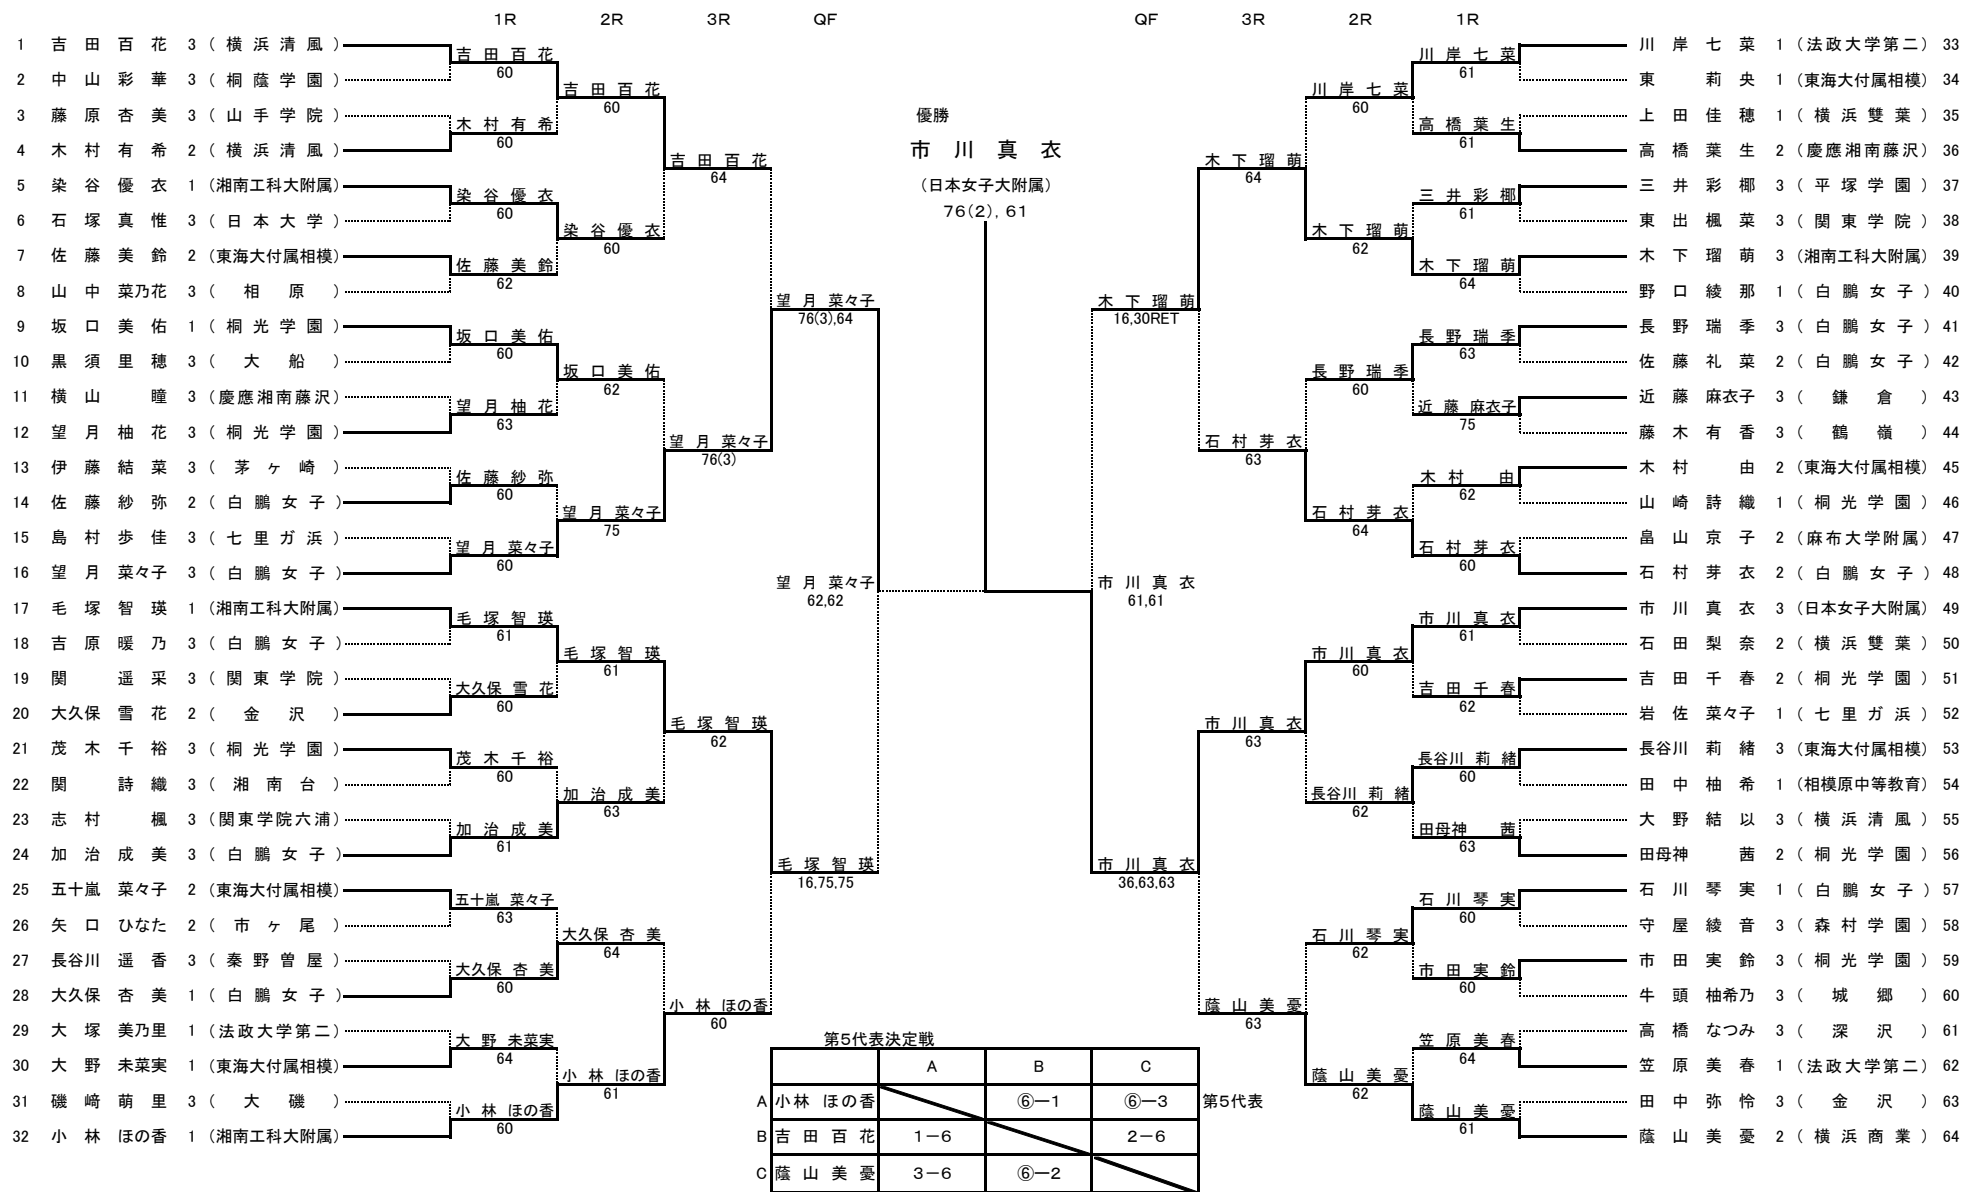 1R 2R 3R QF QF 3R 2R 1R
1 吉田百花 3 (横浜清風)
2 中山彩華 3 (桐蔭学園)
3 藤原杏美 3 (山手学院)
4 木村有希 2 (横浜清風)
5 染谷優衣 1 (湘南工科大附属)
6 石塚真惟 3 (日本大学)
7 佐藤美鈴 2 (東海大付属相模)
8 山中菜乃花 3 (相原)
9 坂口美佑 1 (桐光学園)
10 黒須里穂 3 (大船)
11 横山瞳 3 (慶應湘南藤沢)
12 望月柚花 3 (桐光学園)
13 伊藤結菜 3 (茅ヶ崎)
14 佐藤紗弥 2 (白鵬女子)
15 島村歩佳 3 (七里ガ浜)
16 望月菜々子 3 (白鵬女子)
17 毛塚智瑛 1 (湘南工科大附属)
18 吉原暖乃 3 (白鵬女子)
19 関遥采 3 (関東学院)
20 大久保雪花 2 (金沢)
21 茂木千裕 3 (桐光学園)
22 関詩織 3 (湘南台)
23 志村楓 3 (関東学院六浦)
24 加治成美 3 (白鵬女子)
25 五十嵐菜々子 2 (東海大付属相模)
26 矢口ひなた 2 (市ヶ尾)
27 長谷川遥香 3 (秦野曽屋)
28 大久保杏美 1 (白鵬女子)
29 大塚美乃里 1 (法政大学第二)
30 大野未菜実 1 (東海大付属相模)
31 磯﨑萌里 3 (大磯)
32 小林ほの香 1 (湘南工科大附属)
吉田百花
60
木村有希
60
染谷優衣
60
佐藤美鈴
62
坂口美佑
60
望月柚花
63
佐藤紗弥
60
望月菜々子
60
毛塚智瑛
61
大久保雪花
60
茂木千裕
60
加治成美
61
五十嵐菜々子
63
大久保杏美
60
大野未菜実
64
小林ほの香
60
吉田百花
60
染谷優衣
60
坂口美佑
62
望月菜々子
75
毛塚智瑛
61
加治成美
63
大久保杏美
64
小林ほの香
61
吉田百花
64
望月菜々子
76(3)
毛塚智瑛
62
小林ほの香
60
望月菜々子
76(3),64
毛塚智瑛
16,75,75
望月菜々子
62,62
優勝
市川真衣
(日本女子大附属)
76(2), 61
市川真衣
61,61
木下瑠萌
16,30RET
市川真衣
36,63,63
木下瑠萌
64
石村芽衣
63
市川真衣
63
蔭山美憂
63
川岸七菜
60
木下瑠萌
62
長野瑞季
60
石村芽衣
64
市川真衣
60
長谷川莉緒
62
石川琴実
62
蔭山美憂
62
川岸七菜
61
高橋葉生
61
三井彩椰
61
木下瑠萌
64
長野瑞季
63
近藤麻衣子
75
木村由
62
石村芽衣
60
市川真衣
61
吉田千春
62
長谷川莉緒
60
田母神茜
63
石川琴実
60
市田実鈴
60
笠原美春
64
蔭山美憂
61
川岸七菜 1 (法政大学第二) 33
東莉央 1 (東海大付属相模) 34
上田佳穂 1 (横浜雙葉) 35
高橋葉生 2 (慶應湘南藤沢) 36
三井彩椰 3 (平塚学園) 37
東出楓菜 3 (関東学院) 38
木下瑠萌 3 (湘南工科大附属) 39
野口綾那 1 (白鵬女子) 40
長野瑞季 3 (白鵬女子) 41
佐藤礼菜 2 (白鵬女子) 42
近藤麻衣子 3 (鎌倉) 43
藤木有香 3 (鶴嶺) 44
木村由 2 (東海大付属相模) 45
山崎詩織 1 (桐光学園) 46
畠山京子 2 (麻布大学附属) 47
石村芽衣 2 (白鵬女子) 48
市川真衣 3 (日本女子大附属) 49
石田梨奈 2 (横浜雙葉) 50
吉田千春 2 (桐光学園) 51
岩佐菜々子 1 (七里ガ浜) 52
長谷川莉緒 3 (東海大付属相模) 53
田中柚希 1 (相模原中等教育) 54
大野結以 3 (横浜清風) 55
田母神茜 2 (桐光学園) 56
石川琴実 1 (白鵬女子) 57
守屋綾音 3 (森村学園) 58
市田実鈴 3 (桐光学園) 59
牛頭柚希乃 3 (城郷) 60
高橋なつみ 3 (深沢) 61
笠原美春 1 (法政大学第二) 62
田中弥怜 3 (金沢) 63
蔭山美憂 2 (横浜商業) 64
第5代表決定戦
A B C
A 小林ほの香 ⑥−1 ⑥−3 第5代表
B 吉田百花 1−6 2−6
C 蔭山美憂 3−6 ⑥−2